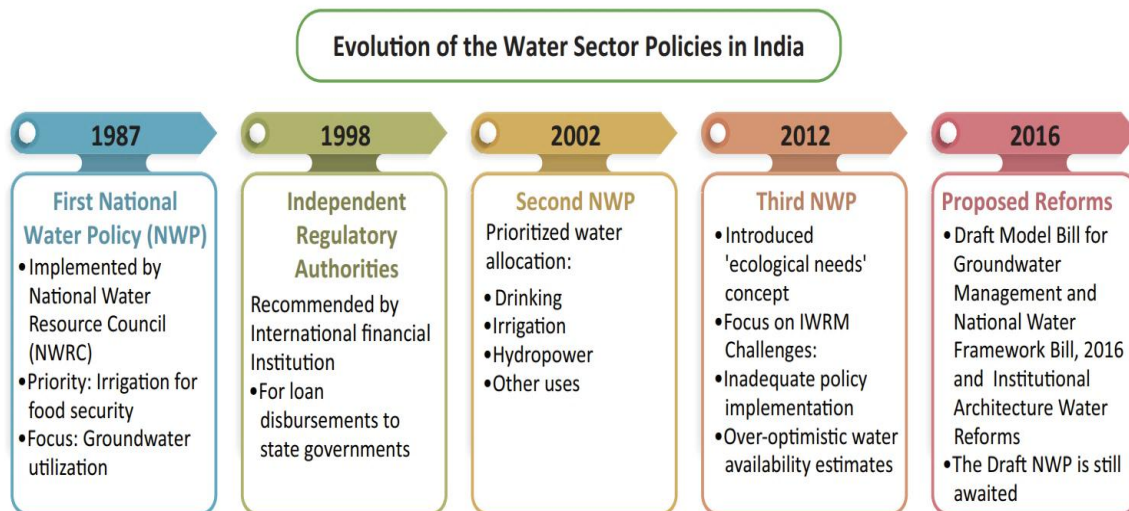 Evolution of the Water Sector Policies in India
1987
First National
Water Policy (NWP)
•Implemented by
National Water
Resource Council
(NWRC)
•Priority: Irrigation for
food security
•Focus: Groundwater
utilization
1998
Independent
Regulatory
Authorities
Recommended by
International financial
Institution
•For loan
disbursements to
state governments
2002
Second NWP
Prioritized water
allocation:
•Drinking
•Irrigation
•Hydropower
•Other uses
2012
Third NWP
•Introduced
'ecological needs'
concept
•Focus on IWRM
Challenges:
•Inadequate policy
implementation
•Over-optimistic water
availability estimates
2016
Proposed Reforms
•Draft Model Bill for
Groundwater
Management and
National Water
Framework Bill, 2016
and Institutional
Architecture Water
Reforms
•The Draft NWP is still
awaited